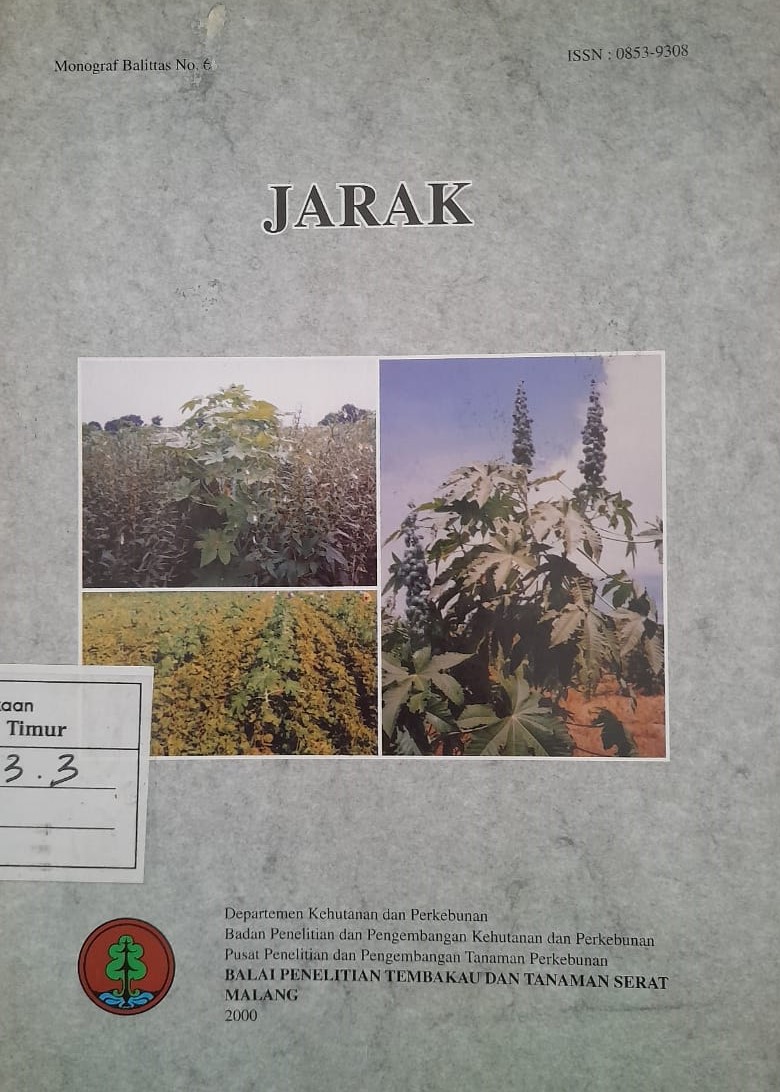 Monograf Balittas No. 6
ISSN : 0853-9308
JARAK
Timur
3.3
Departemen Kehutanan dan Perkebunan
Badan Penelitian dan Pengembangan Kehutanan dan Perkebunan
Pusat Penelitian dan Pengembangan Tanaman Perkebunan
BALAI PENELITIAN TEMBAKAU DAN TANAMAN SERAT
MALANG
2000